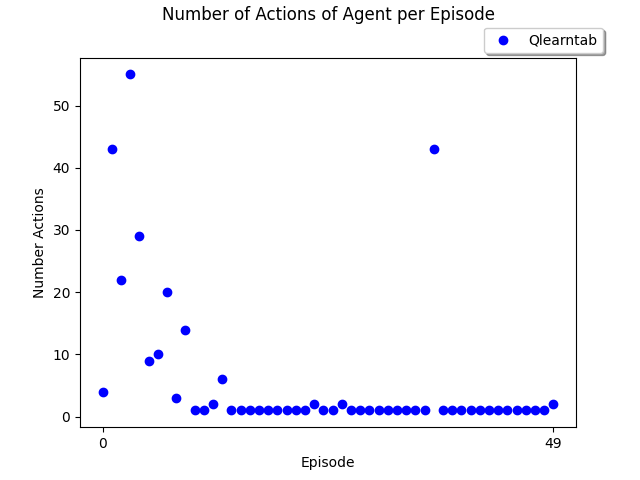 Number of Actions of Agent per Episode
Qlearntab
50
40
30
20
10
0
Number Actions
0 49
Episode